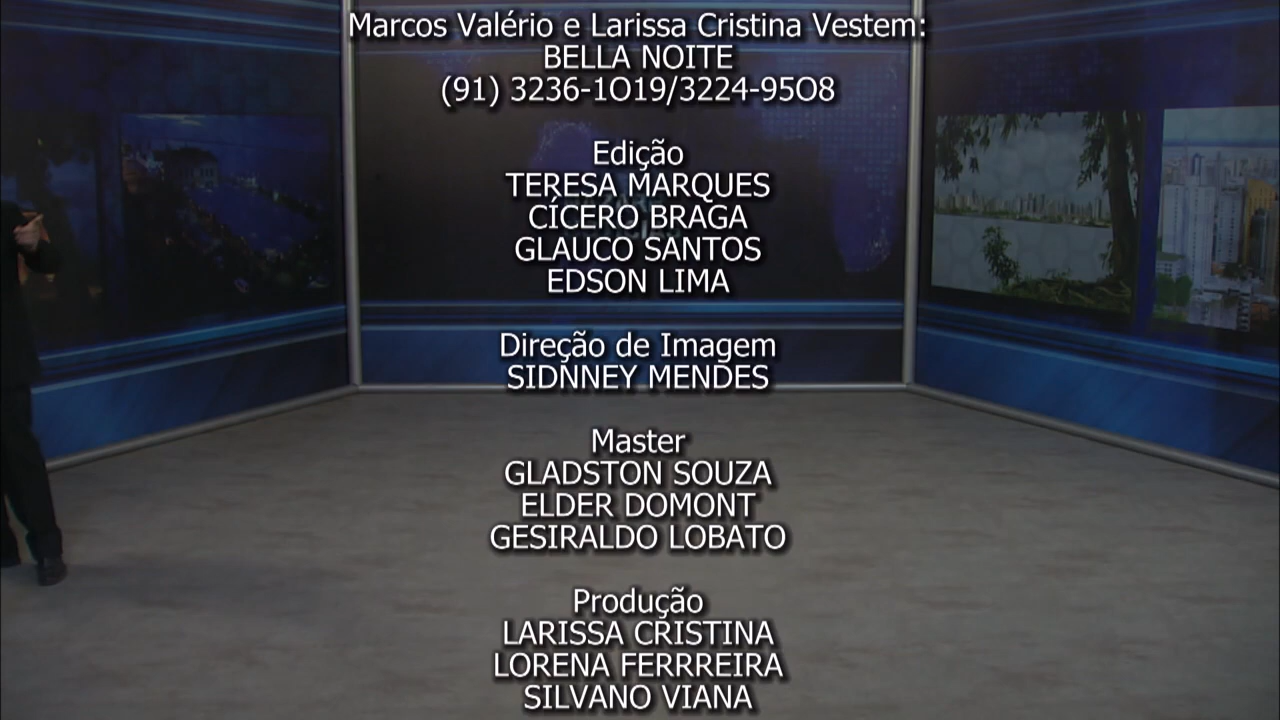 Marcos Valério e Larissa Cristina Vestem:
BELLA NOITE
(91) 3236-1O19/3224-95O8
Edição
TERESA MARQUES
CÍCERO BRAGA
GLAUCO SANTOS
EDSON LIMA
Direção de Imagem
SIDNNEY MENDES
Master
GLADSTON SOUZA
ELDER DOMONT
GESIRALDO LOBATO
Produção
LARISSA CRISTINA
LORENA FERRREIRA
SILVANO VIANA